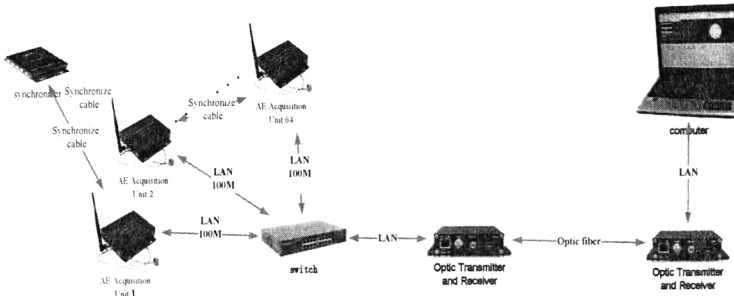 synchronizer
Synchronize
cable
Synchronize
cable
Synchronize
cable
AE Acquisition
Unit 64
AE Acquisition
Unit 2
AE Acquisition
Unit 1
LAN
100M
LAN
100M
LAN
100M
switch
LAN
Optic Transmitter
and Receiver
Optic fiber
Optic Transmitter
and Receiver
LAN
computer